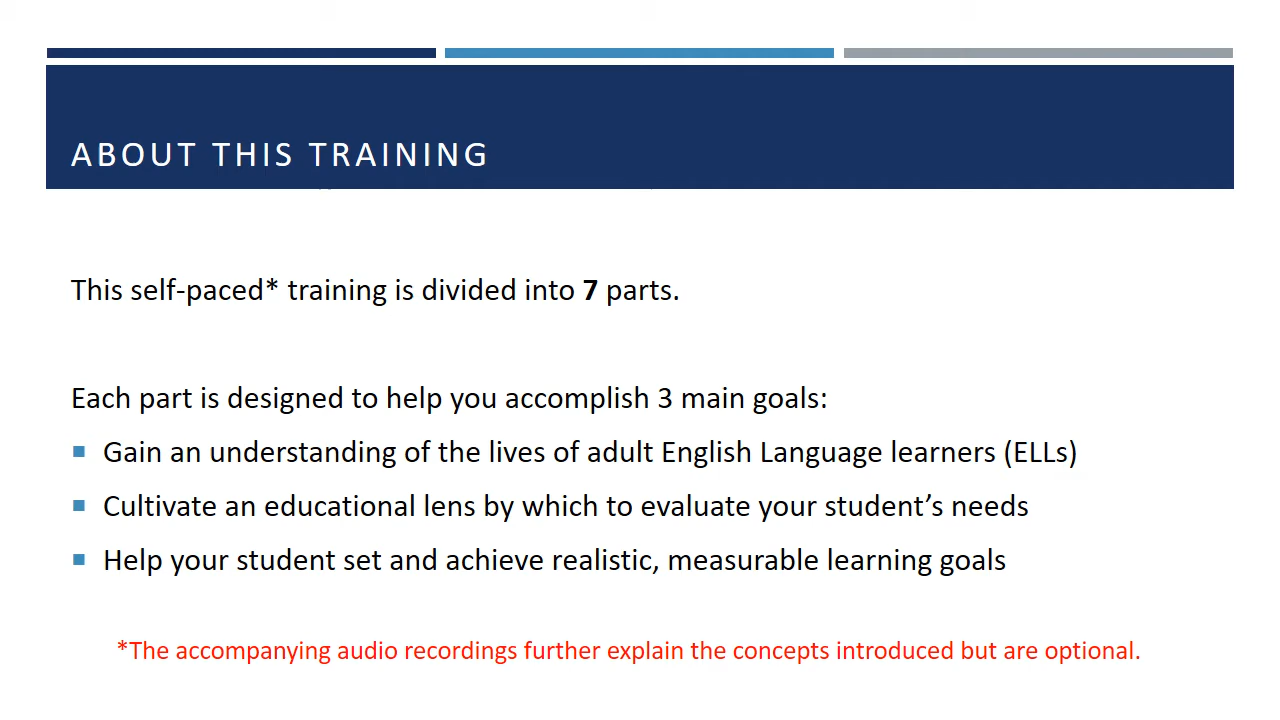 ABOUT THIS TRAINING
This self-paced* training is divided into 7 parts.
Each part is designed to help you accomplish 3 main goals:
Gain an understanding of the lives of adult English Language learners (ELLs)
Cultivate an educational lens by which to evaluate your student’s needs
Help your student set and achieve realistic, measurable learning goals
*The accompanying audio recordings further explain the concepts introduced but are optional.